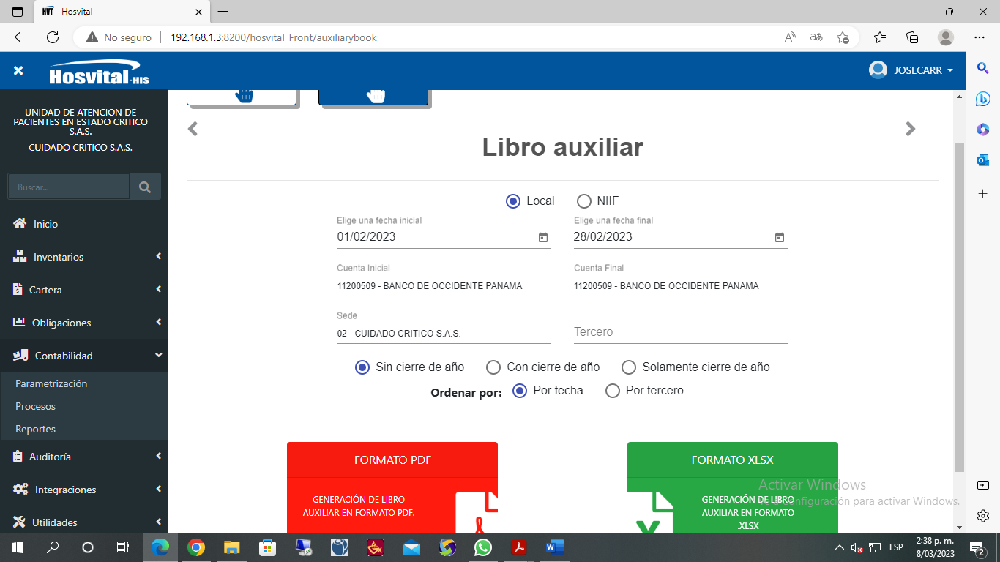 HVT Hosvital
No seguro 192.168.1.3:8200/hosvital_Front/auxiliarybook
Hosvital-HIS
JOSECARR
UNIDAD DE ATENCION DE
PACIENTES EN ESTADO CRITICO
S.A.S.
CUIDADO CRITICO S.A.S.
Buscar...
Inicio
Inventarios
Cartera
Obligaciones
Contabilidad
Parametrización
Procesos
Reportes
Auditoría
Integraciones
Utilidades
Libro auxiliar
Local NIIF
Elige una fecha inicial Elige una fecha final
01/02/2023 28/02/2023
Cuenta Inicial Cuenta Final
11200509 - BANCO DE OCCIDENTE PANAMA 11200509 - BANCO DE OCCIDENTE PANAMA
Sede
02 - CUIDADO CRITICO S.A.S. Tercero
Sin cierre de año Con cierre de año Solamente cierre de año
Ordenar por: Por fecha Por tercero
FORMATO PDF
GENERACIÓN DE LIBRO
AUXILIAR EN FORMATO PDF.
FORMATO XLSX
GENERACIÓN DE LIBRO
AUXILIAR EN FORMATO
.XLSX
Activar Windows
Ve a Configuración para activar Windows.
ESP
2:38 p. m.
8/03/2023
2